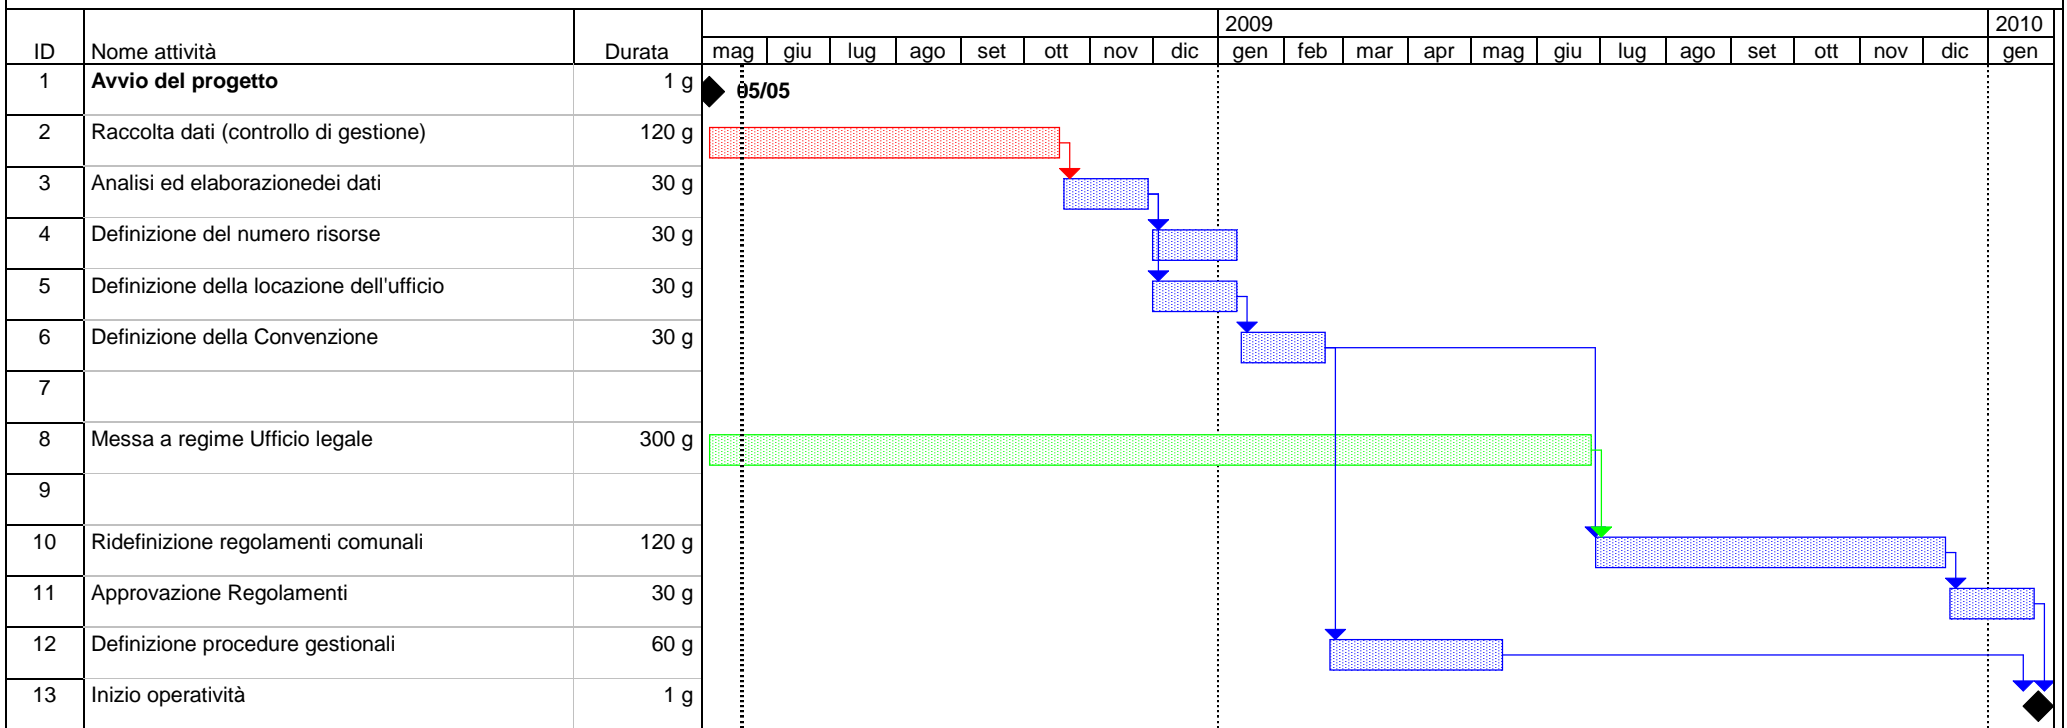 2009 2010
ID Nome attività Durata mag giu lug ago set ott nov dic gen feb mar apr mag giu lug ago set ott nov dic gen
1 Avvio del progetto 1 g 05/05
2 Raccolta dati (controllo di gestione) 120 g
3 Analisi ed elaborazionedei dati 30 g
4 Definizione del numero risorse 30 g
5 Definizione della locazione dell'ufficio 30 g
6 Definizione della Convenzione 30 g
7
8 Messa a regime Ufficio legale 300 g
9
10 Ridefinizione regolamenti comunali 120 g
11 Approvazione Regolamenti 30 g
12 Definizione procedure gestionali 60 g
13 Inizio operatività 1 g